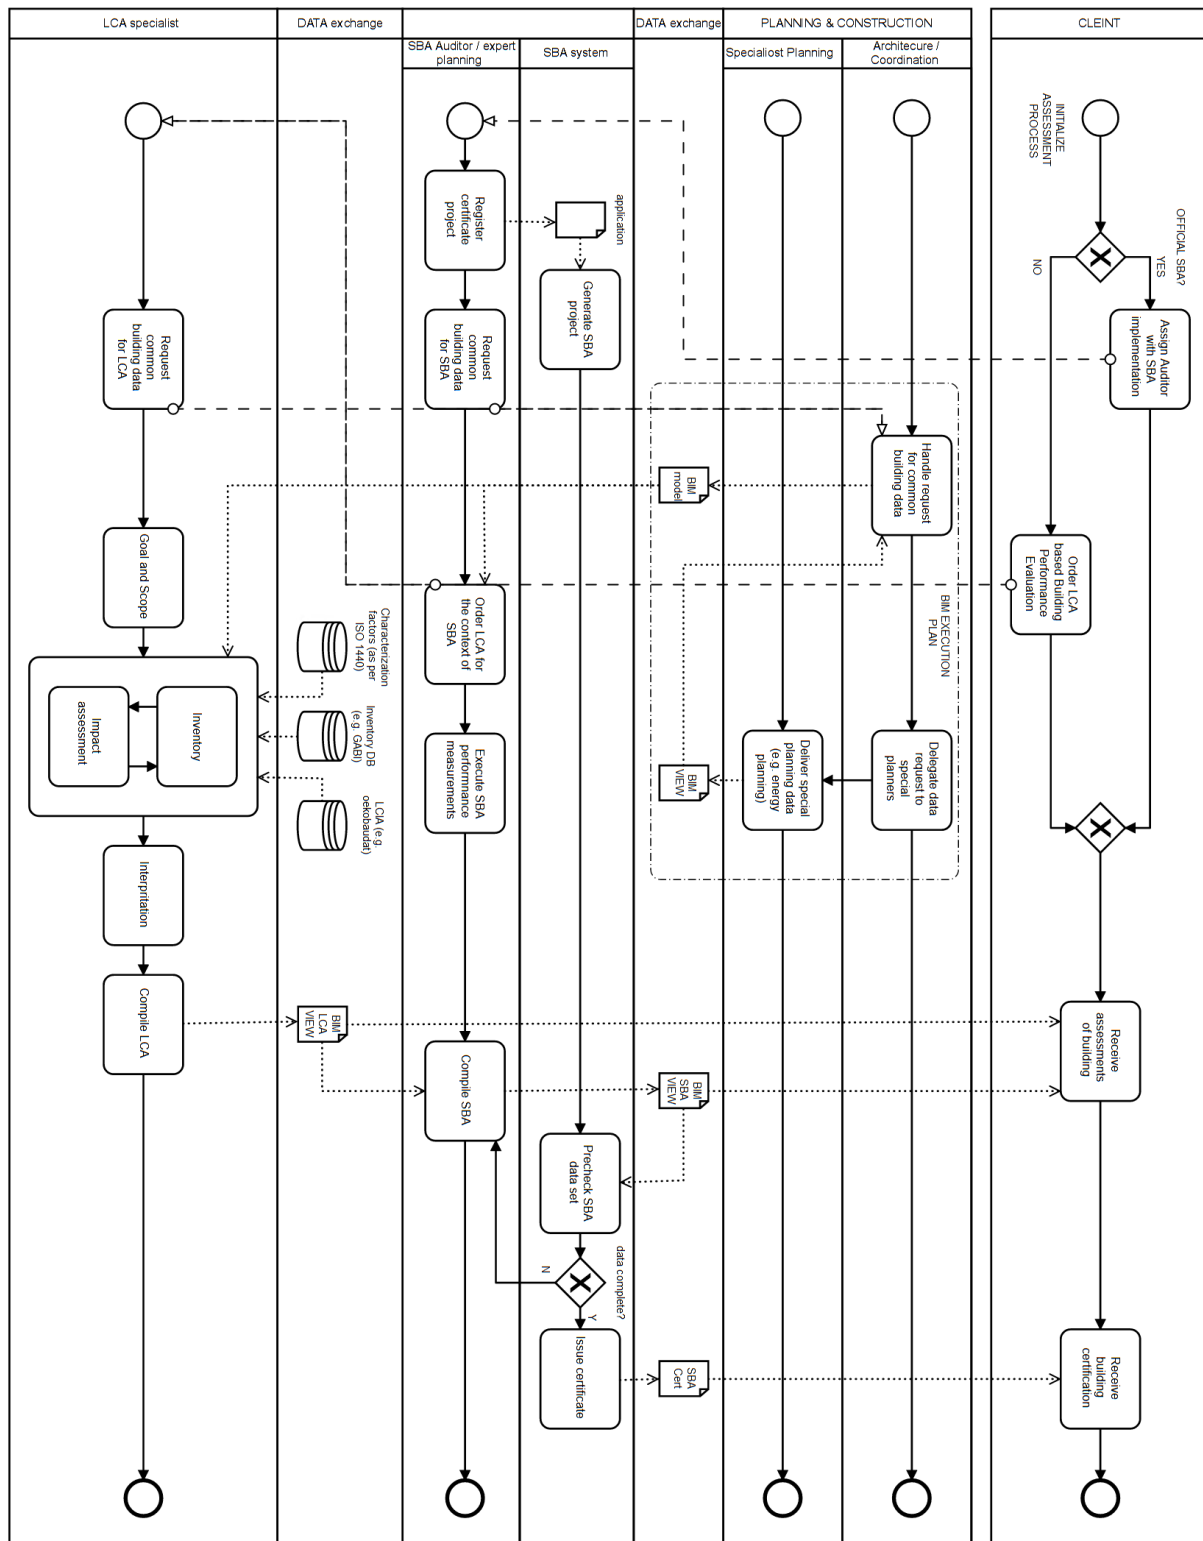 LCA specialist
DATA exchange
DATA exchange
PLANNING & CONSTRUCTION
CLEINT
SBA Auditor / expert
planning
SBA system
Specialiost Planning
Architecure /
Coordination
INITIALIZE
ASSESSMENT
PROCESS
OFFICIAL SBA?
YES
NO
Assign Auditor
with SBA
implementation
Order LCA
based Building
Performance
Evaluation
Receive
assessments
of building
Receive
building
certification
Handle request
for common
building data
BIM EXECUTION
PLAN
Delegate data
request to
special
planners
Deliver special
planning data
(e.g. energy
planning)
BIM
model
BIM
VIEW
BIM
SBA
VIEW
SBA
Cert
application
Generate SBA
project
Precheck SBA
data set
data complete?
N
Y
Issue certificate
Register
certificate
project
Request
common
building data
for SBA
Order LCA for
the context of
SBA
Execute SBA
performnance
measurements
Compile SBA
Characterization
factors (as per
ISO 1440)
Inventory DB
(e.g. GABI)
LCIA (e.g.
oekobaudat)
BIM
LCA
VIEW
Request
common
building data
for LCA
Goal and Scope
Inventory
Impact
assessment
Interpritation
Compile LCA